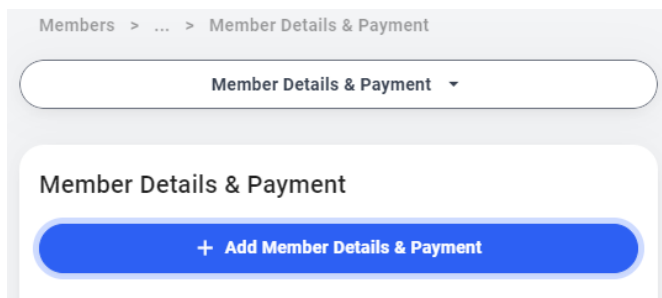 Members > ... > Member Details & Payment
Member Details & Payment
Member Details & Payment
+ Add Member Details & Payment